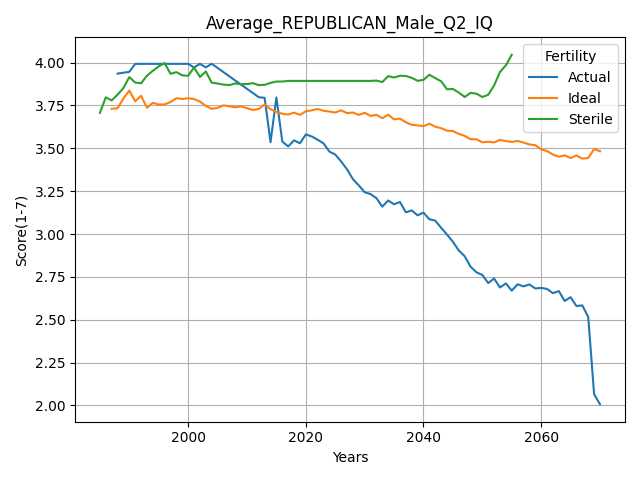 Average_REPUBLICAN_Male_Q2_IQ
Fertility
Actual
Ideal
Sterile
Score(1-7)
4.00
3.75
3.50
3.25
3.00
2.75
2.50
2.25
2.00
2000
2020
2040
2060
Years